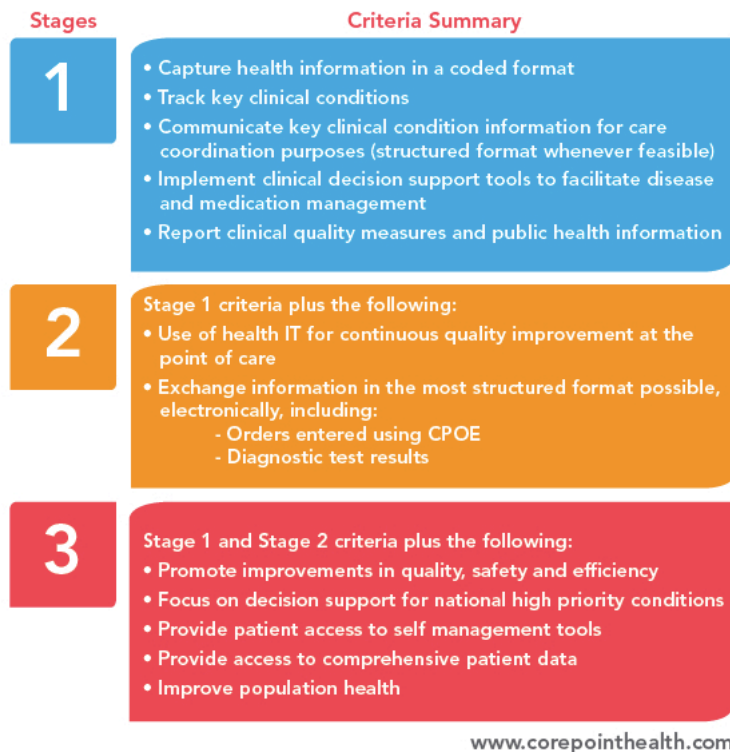 Stages
Criteria Summary
1
• Capture health information in a coded format
• Track key clinical conditions
• Communicate key clinical condition information for care
coordination purposes (structured format whenever feasible)
• Implement clinical decision support tools to facilitate disease
and medication management
• Report clinical quality measures and public health information
2
Stage 1 criteria plus the following:
• Use of health IT for continuous quality improvement at the
point of care
• Exchange information in the most structured format possible,
electronically, including:
- Orders entered using CPOE
- Diagnostic test results
3
Stage 1 and Stage 2 criteria plus the following:
• Promote improvements in quality, safety and efficiency
• Focus on decision support for national high priority conditions
• Provide patient access to self management tools
• Provide access to comprehensive patient data
• Improve population health
www.corepointhealth.com